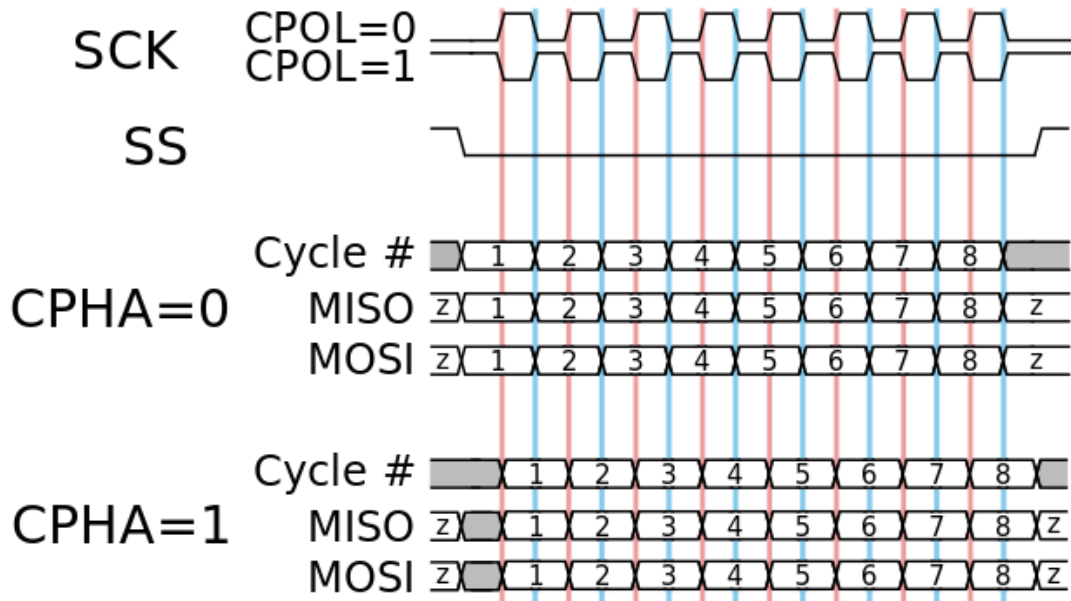 SCK CPOL=0
CPOL=1
SS
Cycle # 1 2 3 4 5 6 7 8
CPHA=0 MISO z 1 2 3 4 5 6 7 8 z
MOSI z 1 2 3 4 5 6 7 8 z
Cycle # 1 2 3 4 5 6 7 8
CPHA=1 MISO z 1 2 3 4 5 6 7 8 z
MOSI z 1 2 3 4 5 6 7 8 z